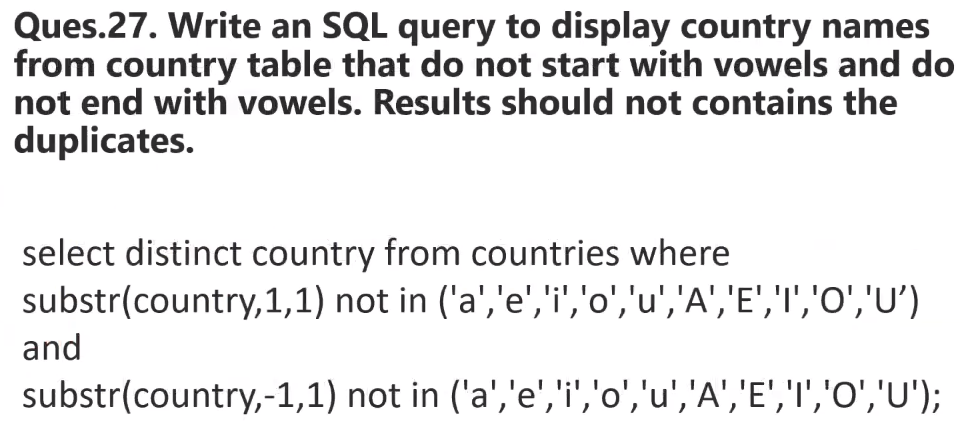 Ques.27. Write an SQL query to display country names
from country table that do not start with vowels and do
not end with vowels. Results should not contains the
duplicates.
select distinct country from countries where
substr(country,1,1) not in ('a','e','i','o','u','A','E','I','O','U’)
and
substr(country,-1,1) not in ('a','e','i','o','u','A','E','I','O','U');